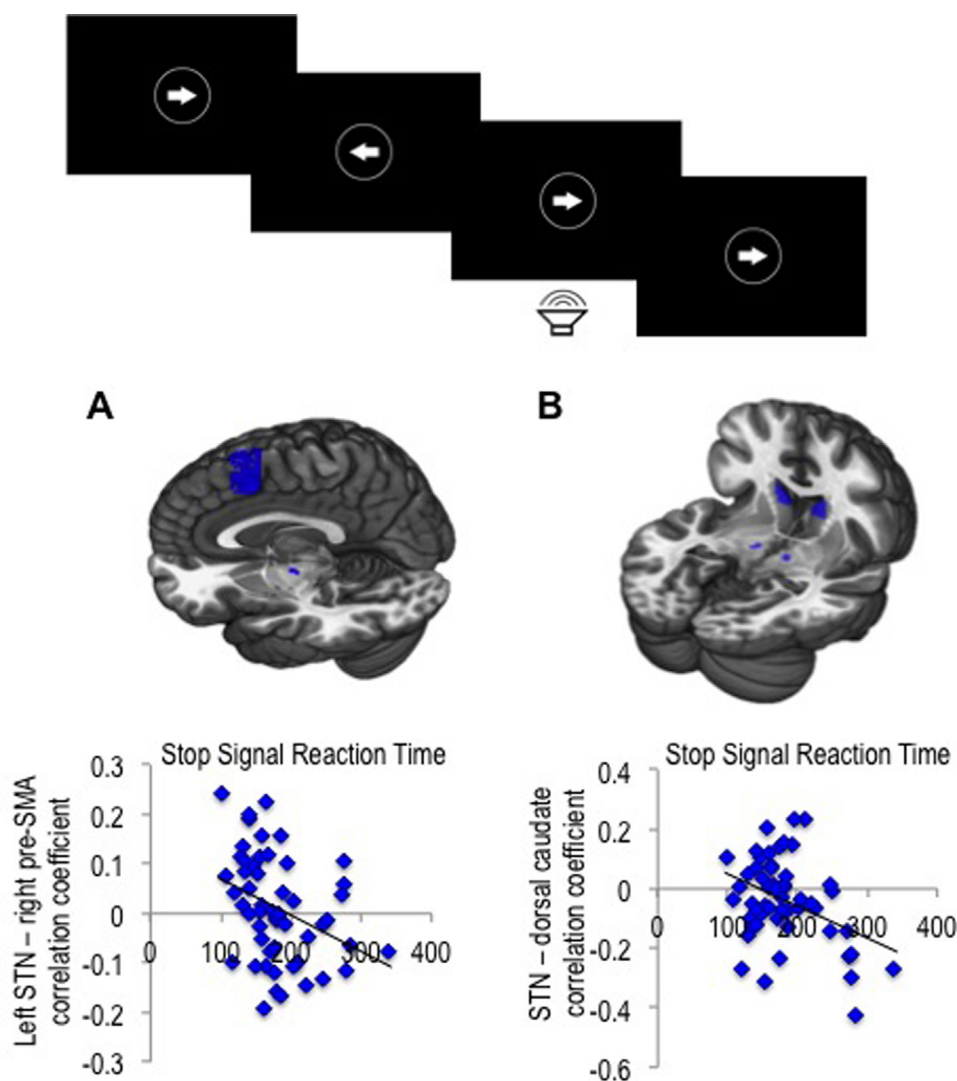 A
B
Stop Signal Reaction Time
0.3
0.2
0.1
0
-0.1
-0.2
-0.3
0 100 200 300 400
Left STN – right pre-SMA
correlation coefficient
Stop Signal Reaction Time
0.4
0.2
0
-0.2
-0.4
-0.6
0 100 200 300 400
STN – dorsal caudate
correlation coefficient